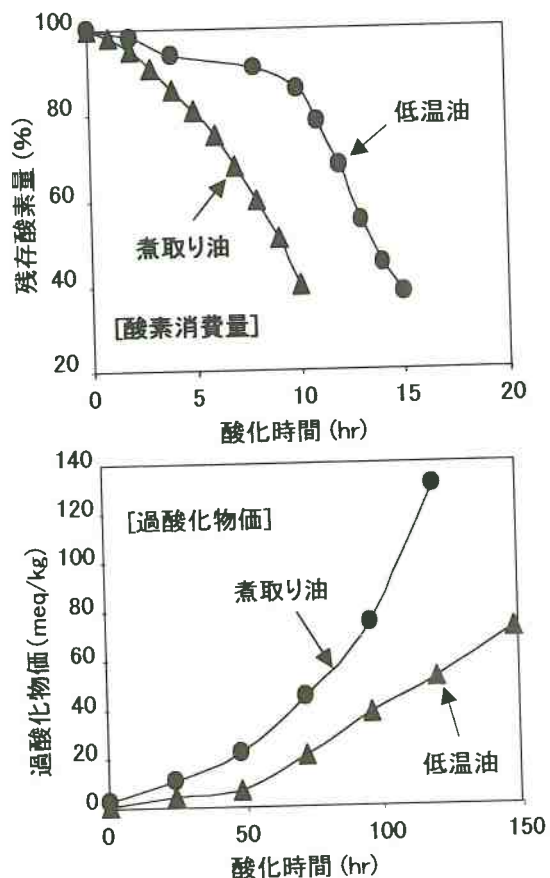 100
80
60
40
20
残存酸素量 (%)
低温油
煮取り油
[酸素消費量]
0 5 10 15 20
酸化時間 (hr)
140
120
100
80
60
40
20
0
過酸化物価 (meq/kg)
[過酸化物価]
煮取り油
低温油
0 50 100 150
酸化時間 (hr)